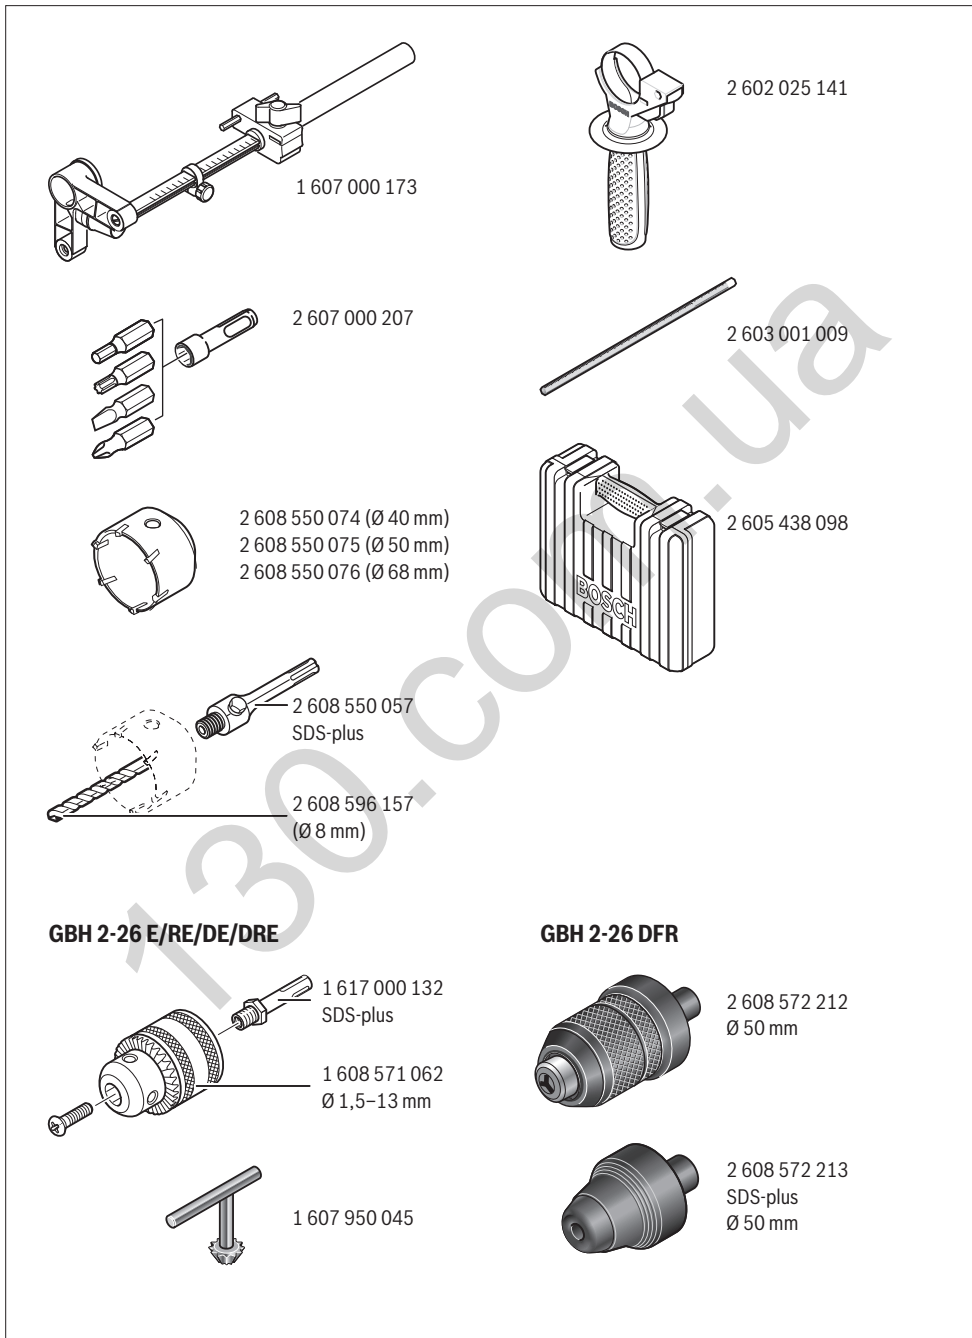 1 607 000 173
2 602 025 141
2 607 000 207
2 603 001 009
2 608 550 074 (Ø 40 mm)
2 608 550 075 (Ø 50 mm)
2 608 550 076 (Ø 68 mm)
2 605 438 098
BOSCH
2 608 550 057
SDS-plus
2 608 596 157
(Ø 8 mm)
130.com.ua
GBH 2-26 E/RE/DE/DRE
1 617 000 132
SDS-plus
1 608 571 062
Ø 1,5–13 mm
1 607 950 045
GBH 2-26 DFR
2 608 572 212
Ø 50 mm
2 608 572 213
SDS-plus
Ø 50 mm